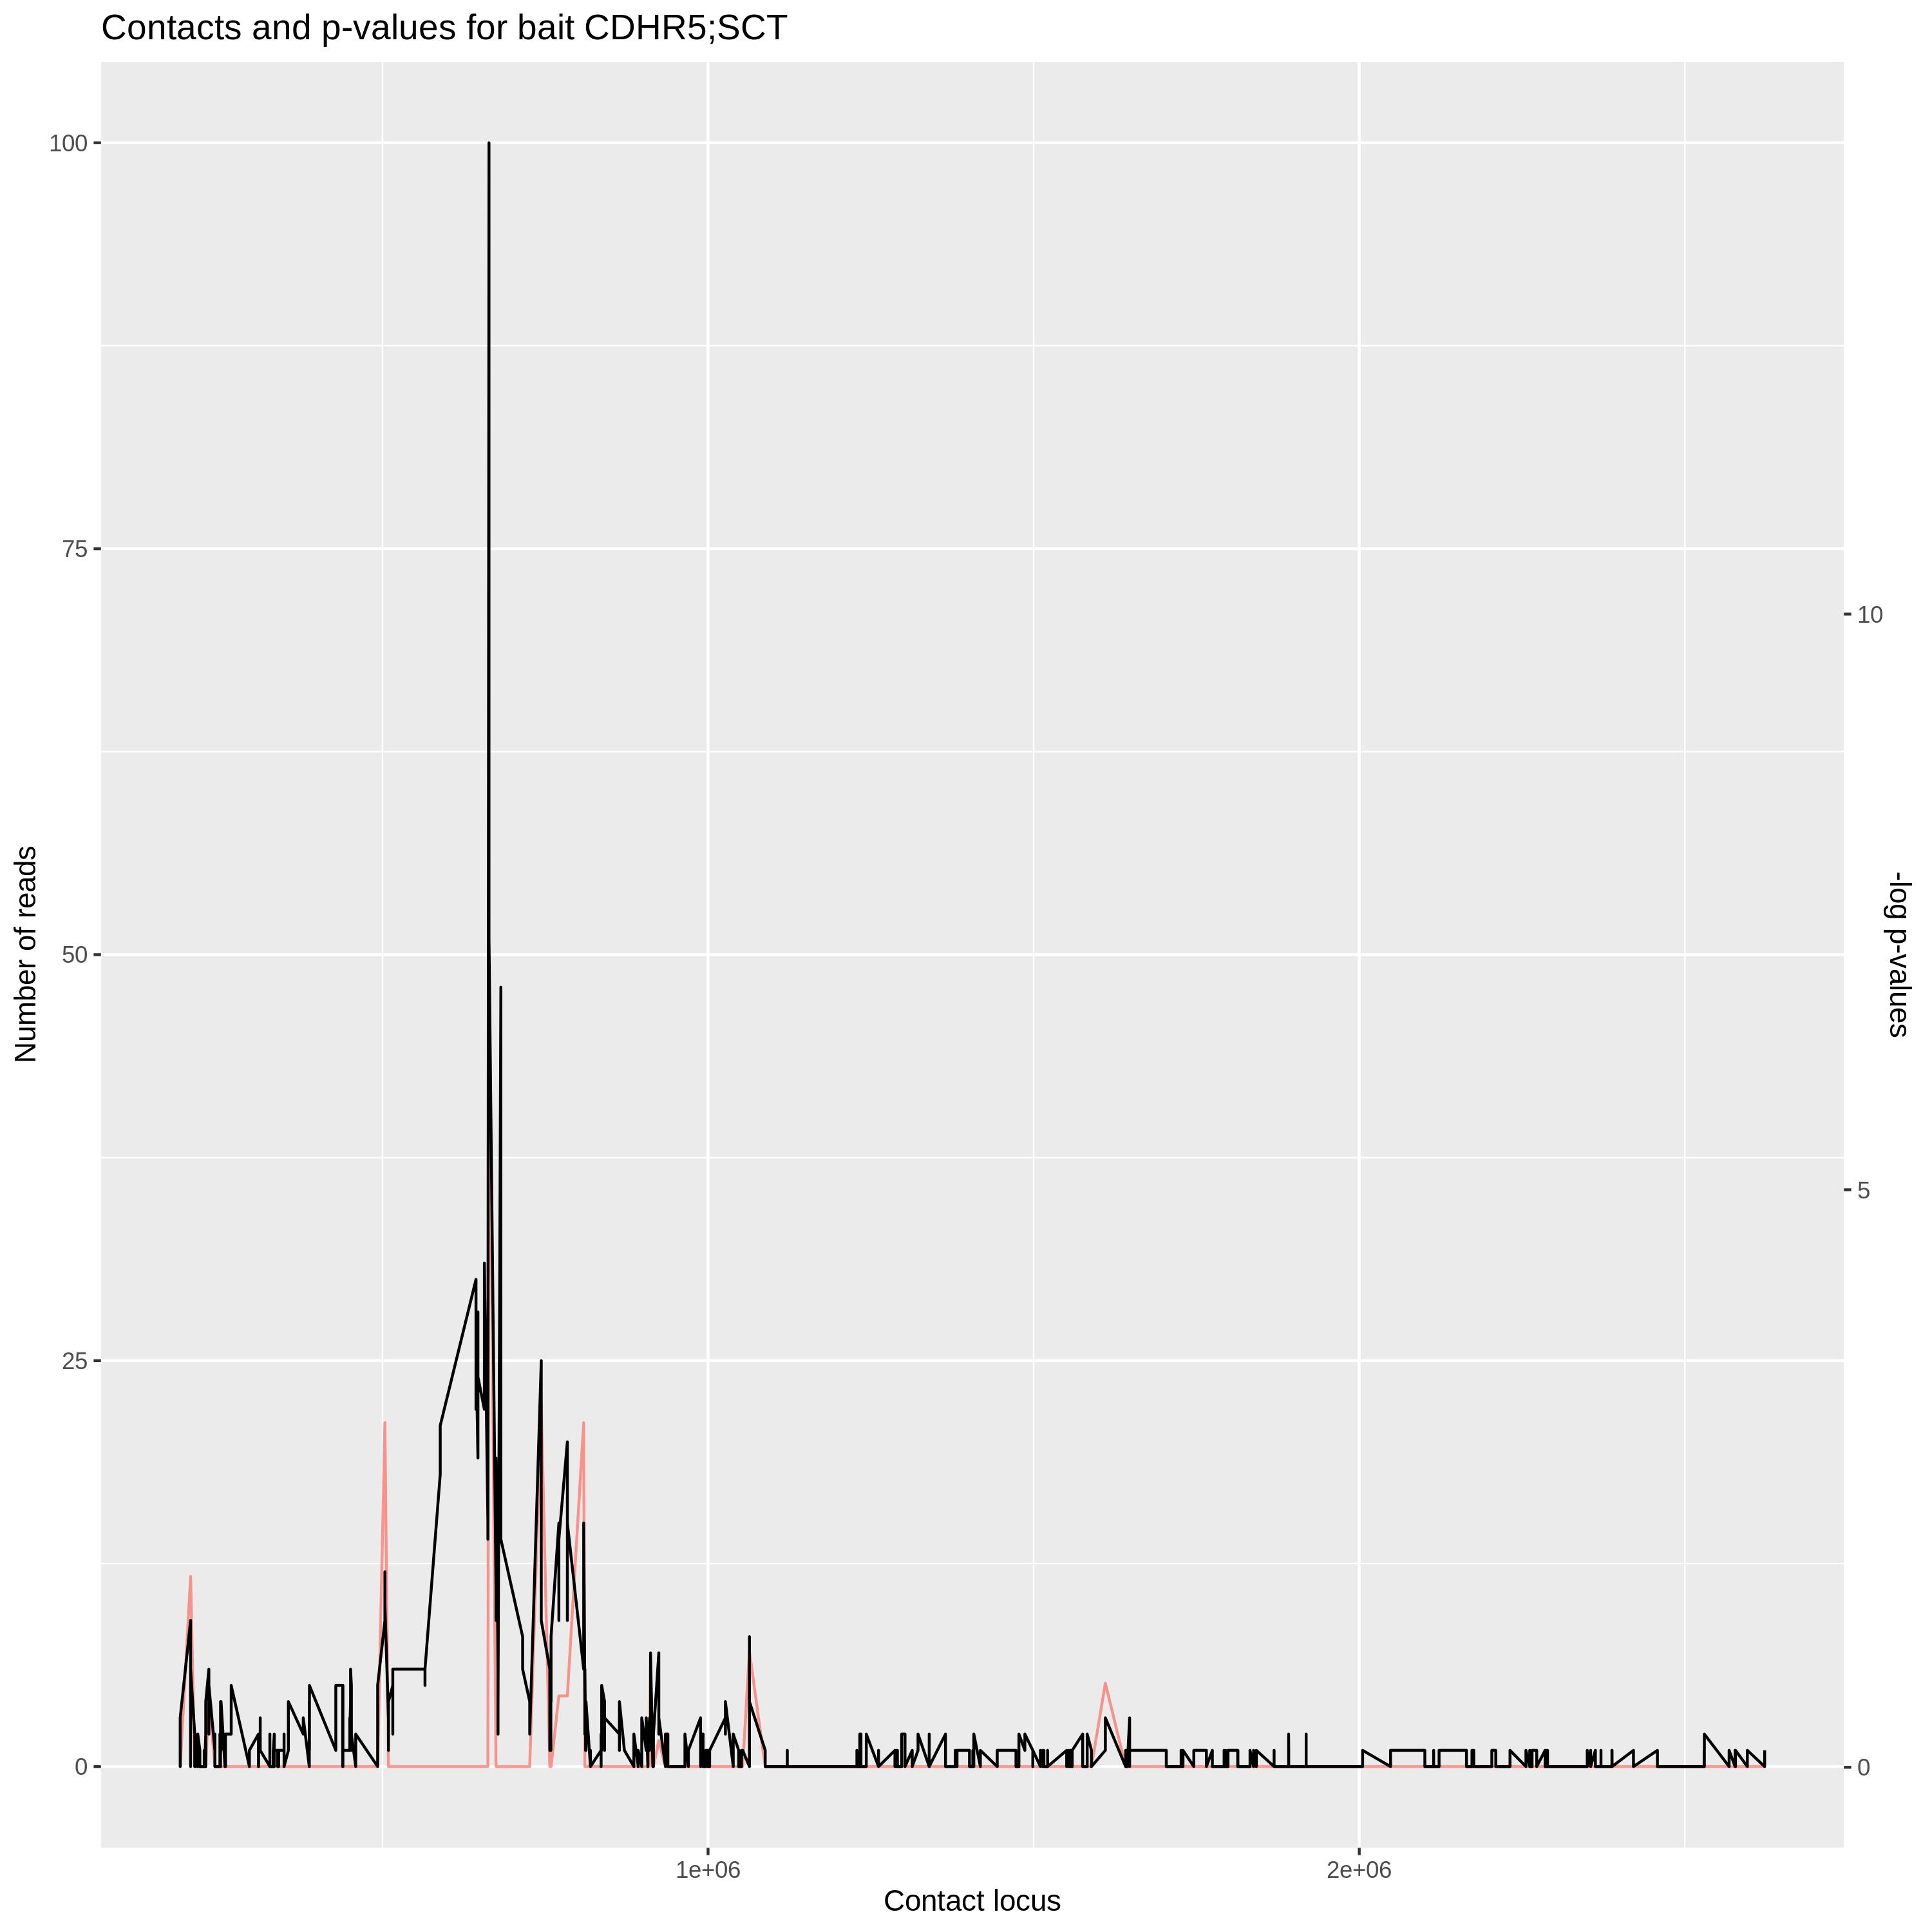 Contacts and p-values for bait CDHR5;SCT
100
75
50
25
0
Number of reads
10
5
0
-log p-values
1e+06
2e+06
Contact locus